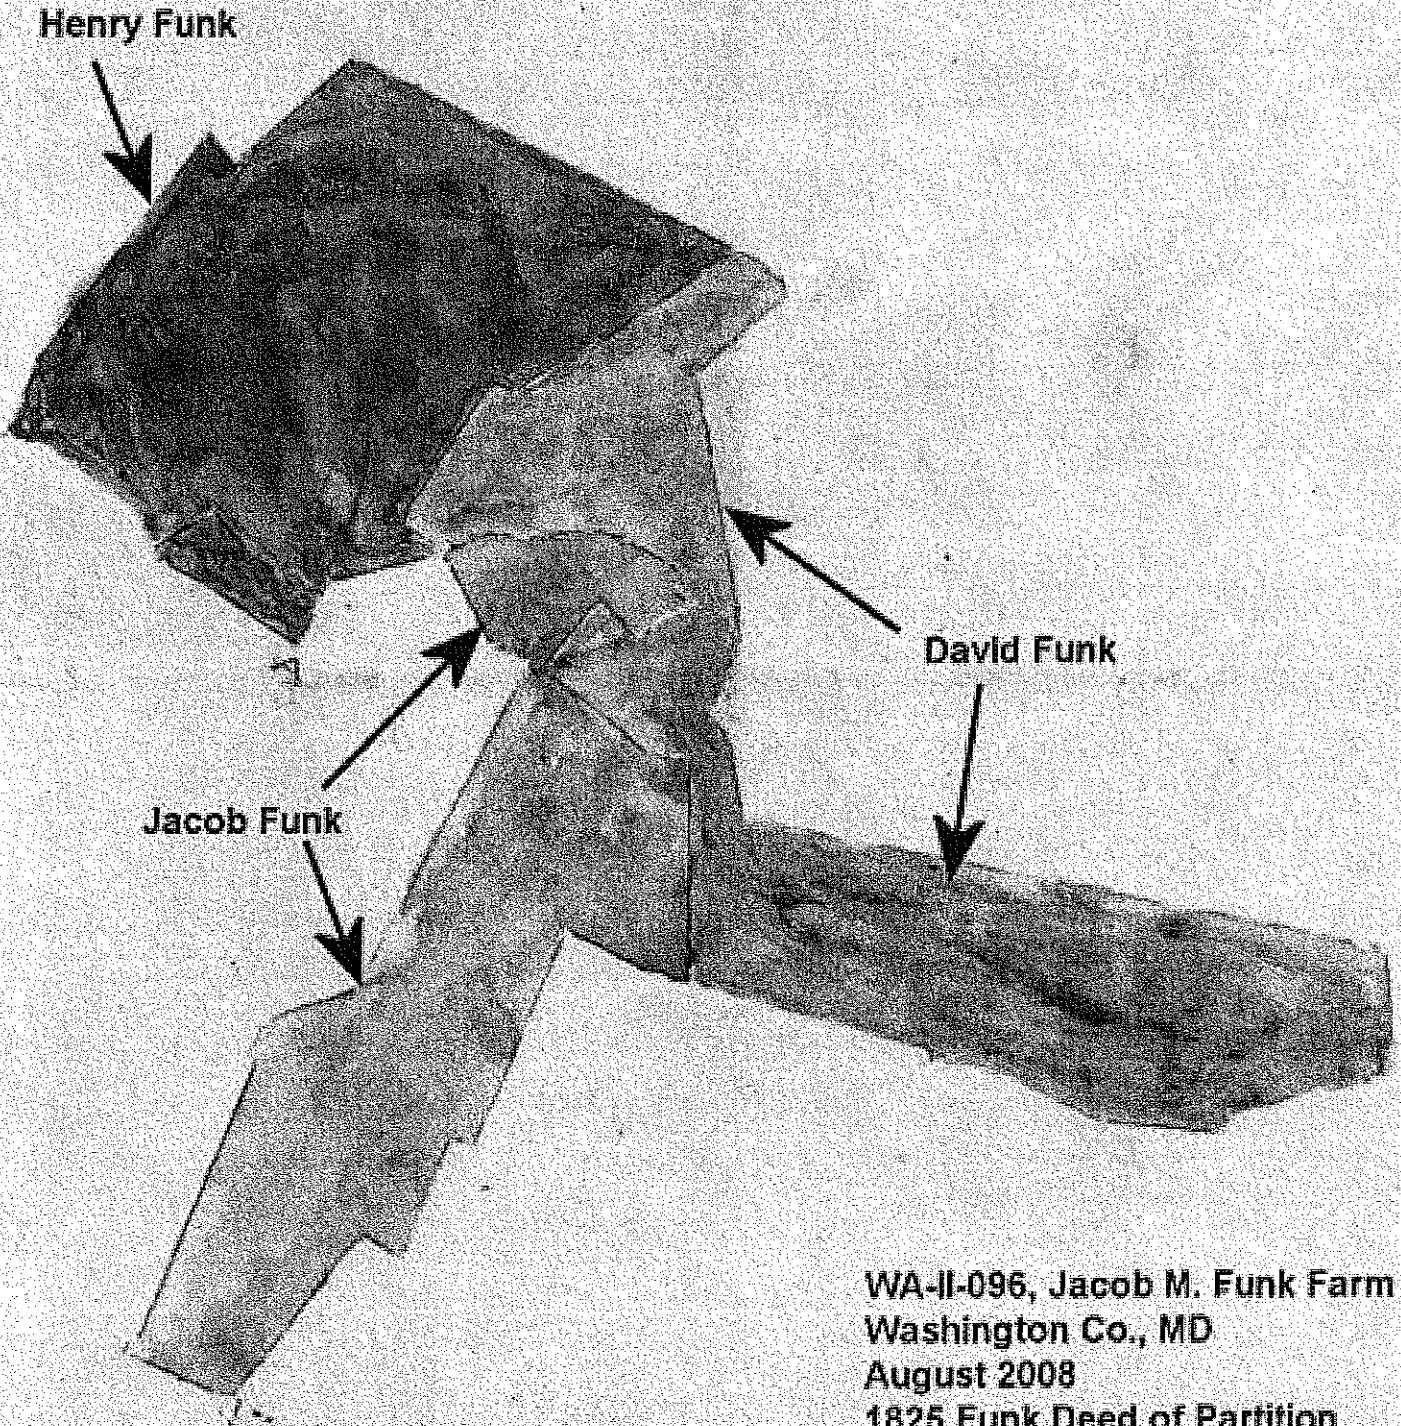 Henry Funk
David Funk
Jacob Funk
WA-II-096, Jacob M. Funk Farm
Washington Co., MD
August 2008
1825 Funk Deed of Partition